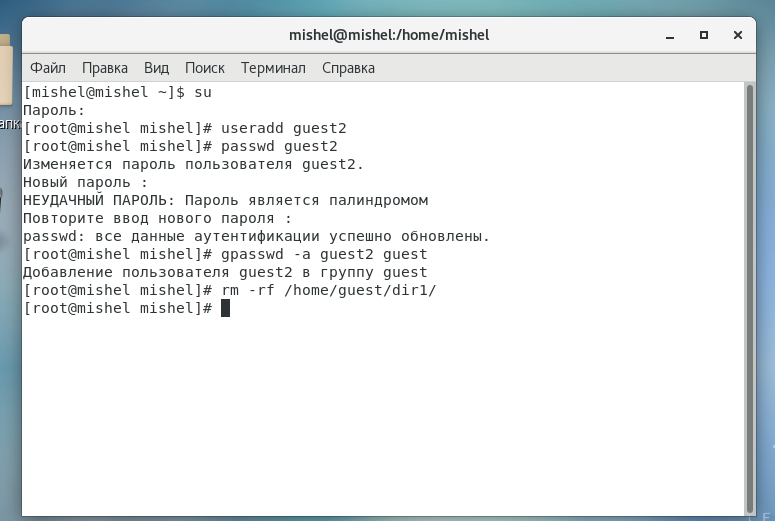 mishel@mishel:/home/mishel
Файл Правка Вид Поиск Терминал Справка
[mishel@mishel ~]$ su
Пароль:
[root@mishel mishel]# useradd guest2
[root@mishel mishel]# passwd guest2
Изменяется пароль пользователя guest2.
Новый пароль :
НЕУДАЧНЫЙ ПАРОЛЬ: Пароль является палиндромом
Повторите ввод нового пароля :
passwd: все данные аутентификации успешно обновлены.
[root@mishel mishel]# gpasswd -a guest2 guest
Добавление пользователя guest2 в группу guest
[root@mishel mishel]# rm -rf /home/guest/dir1/
[root@mishel mishel]#